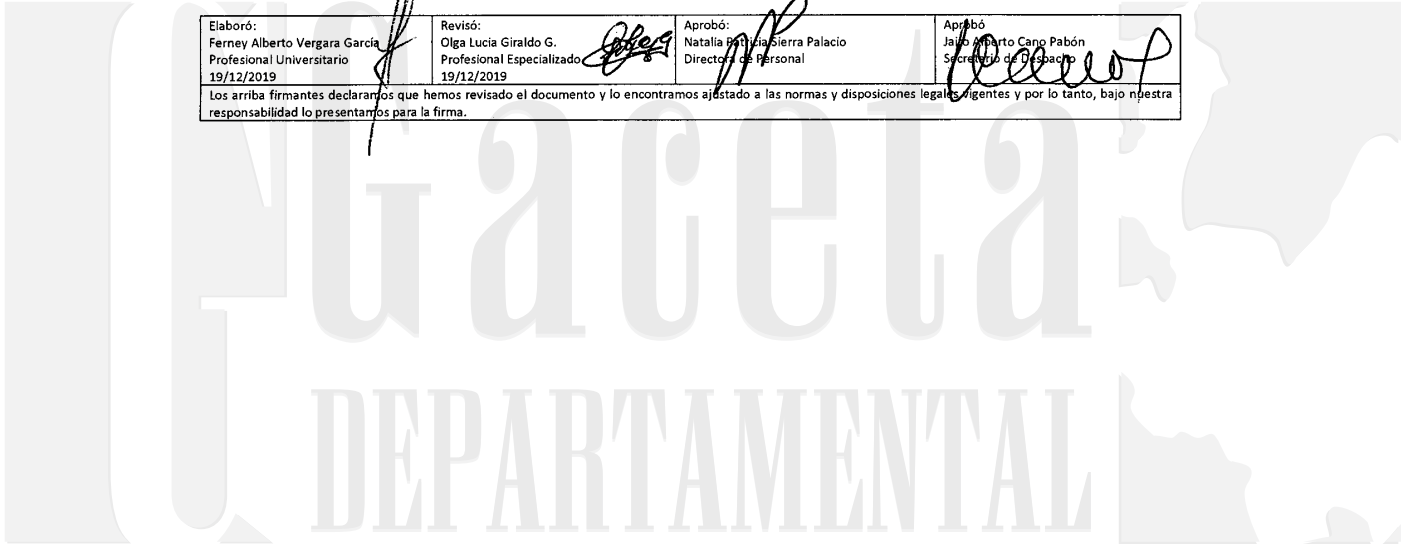 Elaboró:
Ferney Alberto Vergara García
Profesional Universitario
19/12/2019
Revisó:
Olga Lucia Giraldo G.
Profesional Especializado
19/12/2019
Aprobó:
Natalia Patricia Sierra Palacio
Directora de Personal
Aprobó
Jairo Alberto Cano Pabón
Secretario de Despacho
Los arriba firmantes declaramos que hemos revisado el documento y lo encontramos ajustado a las normas y disposiciones legales vigentes y por lo tanto, bajo nuestra
responsabilidad lo presentamos para la firma.
Gaceta
DEPARTAMENTAL